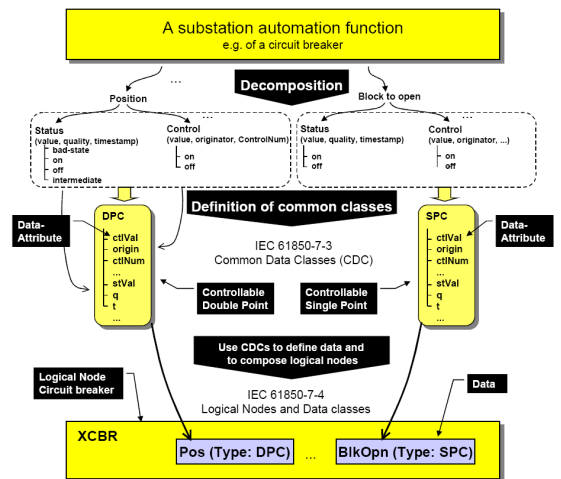 A substation automation function
e.g. of a circuit breaker
...
Decomposition
...
Position
Block to open
...
Status
(value, quality, timestamp)
bad-state
on
off
intermediate
Control
(value, originator, ControlNum)
on
off
Status
(value, quality, timestamp)
on
off
Control
(value, originator, ...)
on
off
Definition of common classes
DPC
ctlVal
origin
ctlNum
...
stVal
q
t
...
Data-
Attribute
IEC 61850-7-3
Common Data Classes (CDC)
SPC
ctlVal
origin
ctlNum
...
stVal
q
t
...
Data-
Attribute
Controllable
Double Point
Controllable
Single Point
Use CDCs to define data and
to compose logical nodes
Logical Node
Circuit breaker
IEC 61850-7-4
Logical Nodes and Data classes
Data
XCBR
Pos (Type: DPC)
...
BlkOpn (Type: SPC)